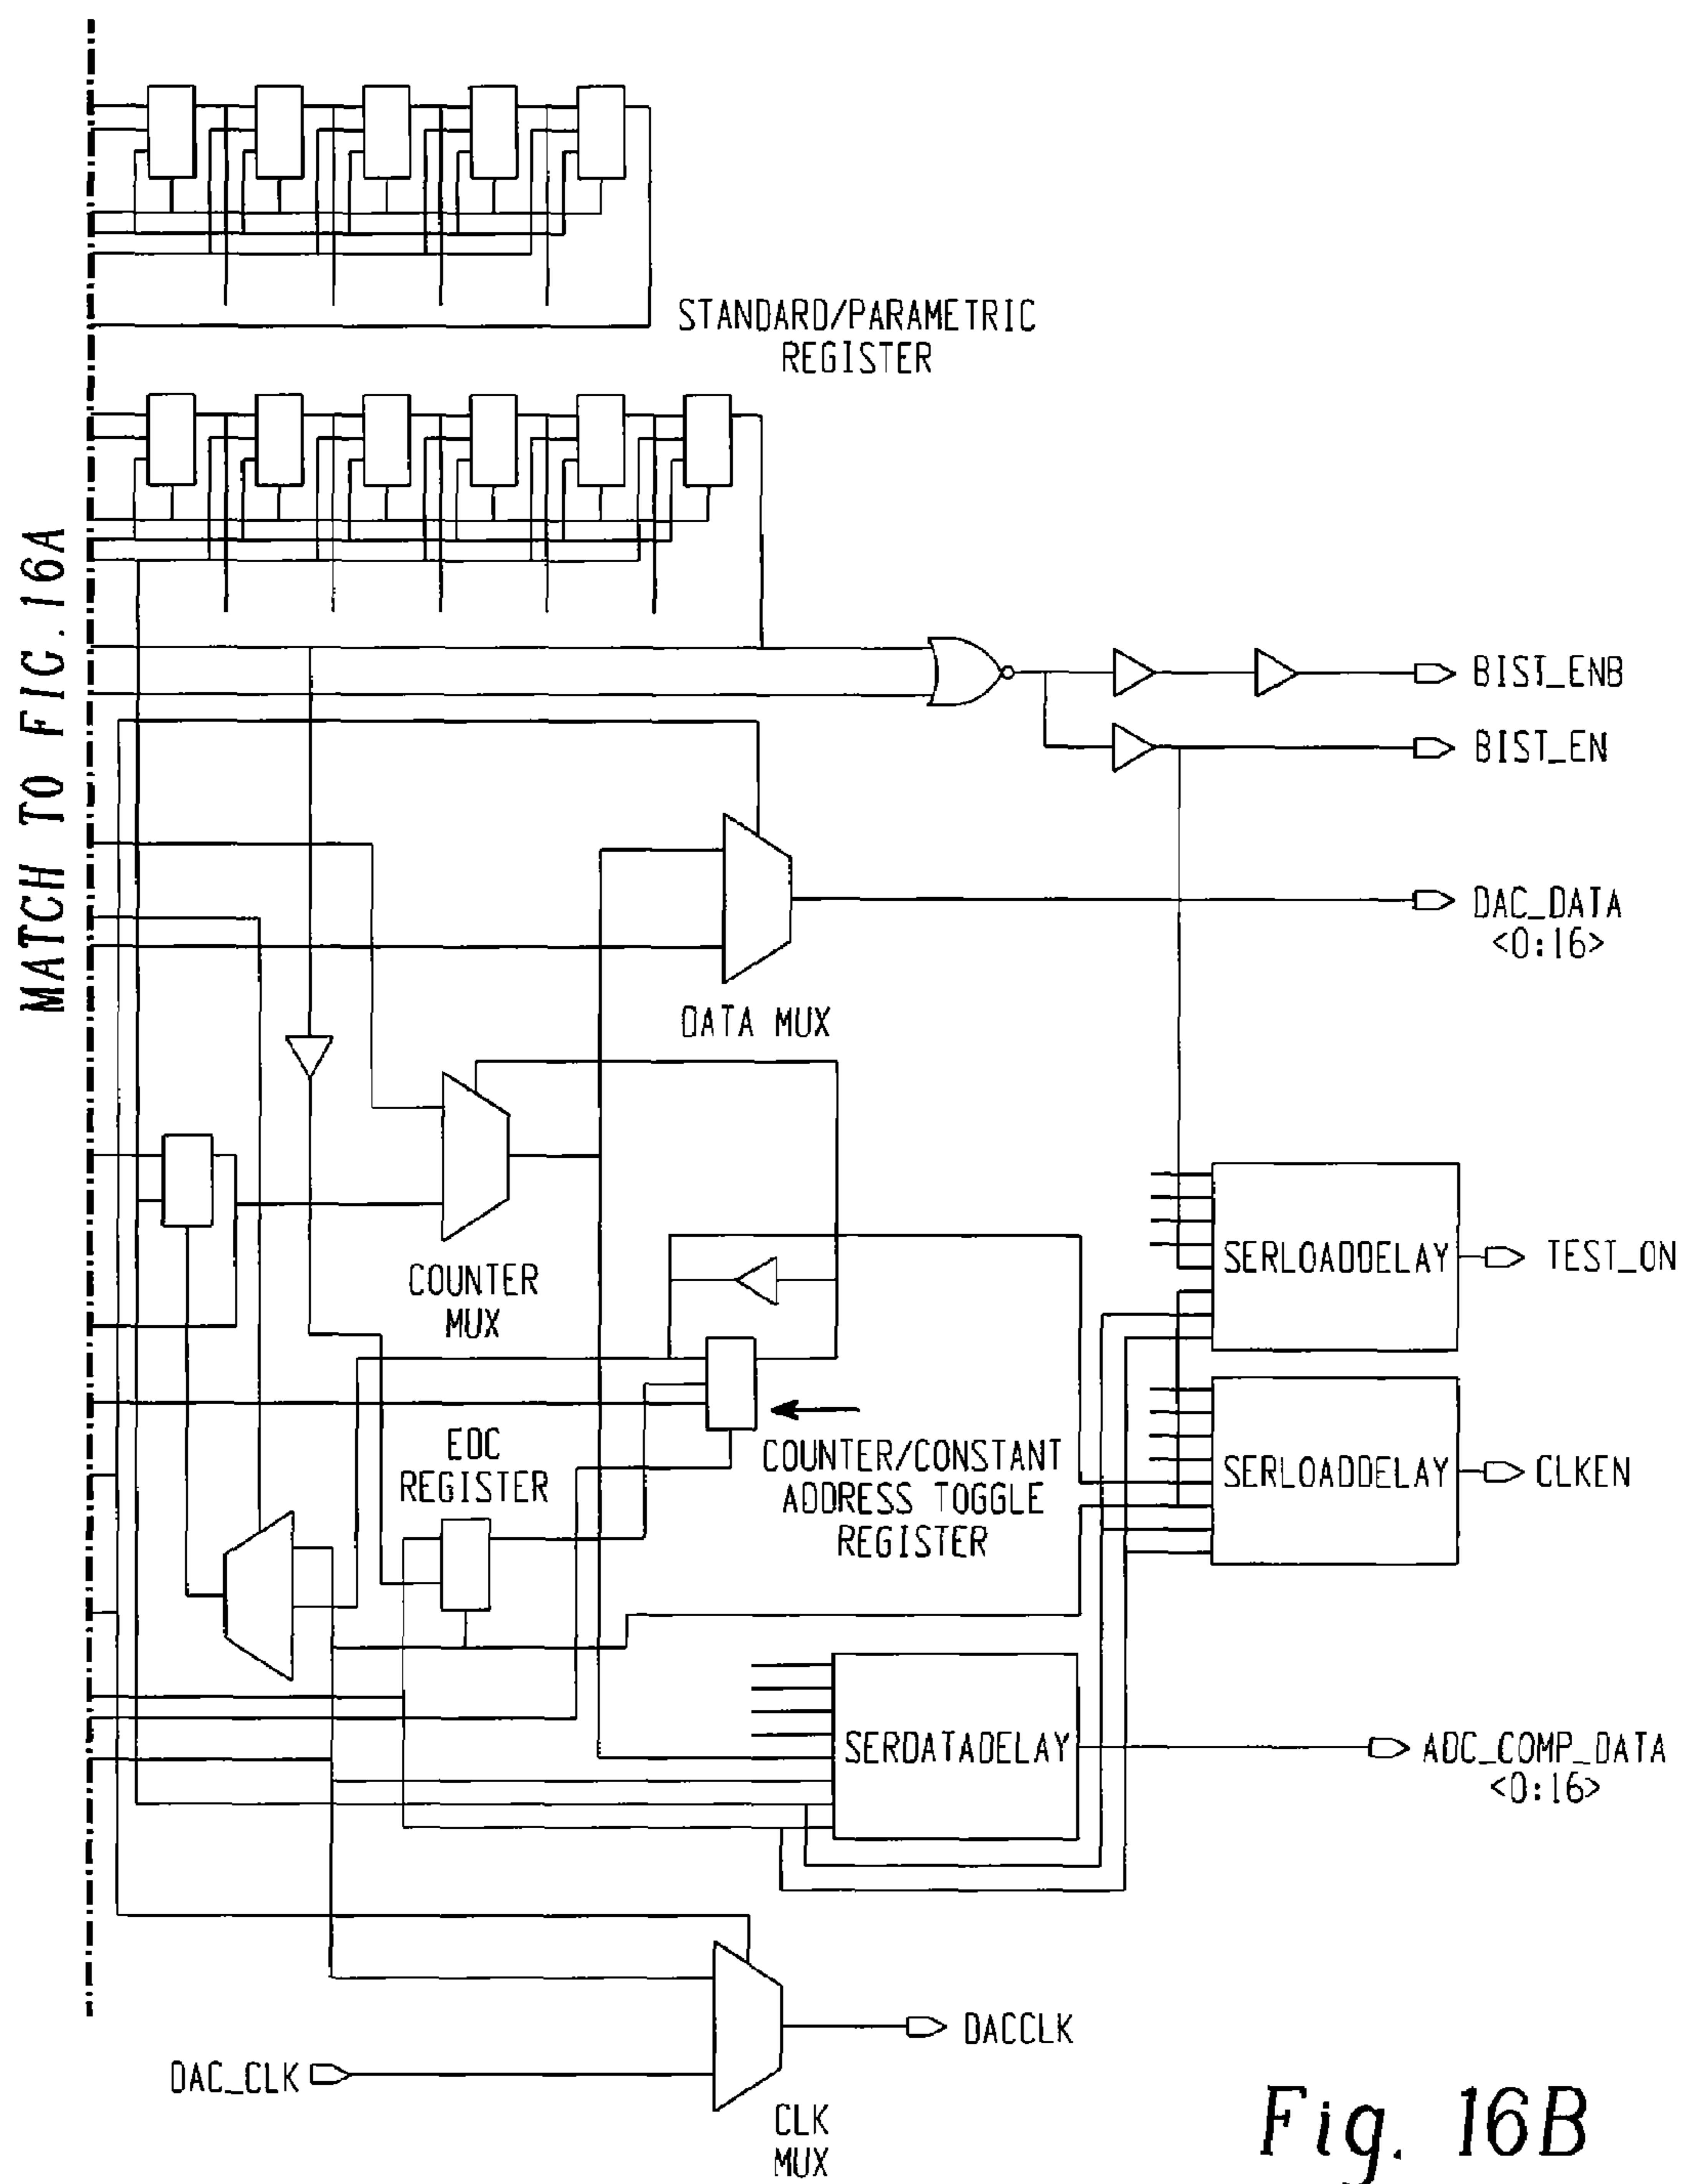 STANDARD/PARAMETRIC
REGISTER
MATCH TO FIG.16A
BIST_ENB
BIST_EN
DAC_DATA
<0:16>
DATA MUX
COUNTER
MUX
SERLOADDELAY
TEST_ON
EOC
REGISTER
COUNTER/CONSTANT
ADDRESS TOGGLE
REGISTER
SERLOADDELAY
CLKEN
SERDATADELAY
ADC_COMP_DATA
<0:16>
DACCLK
DAC_CLK
CLK
MUX
Fig. 16B